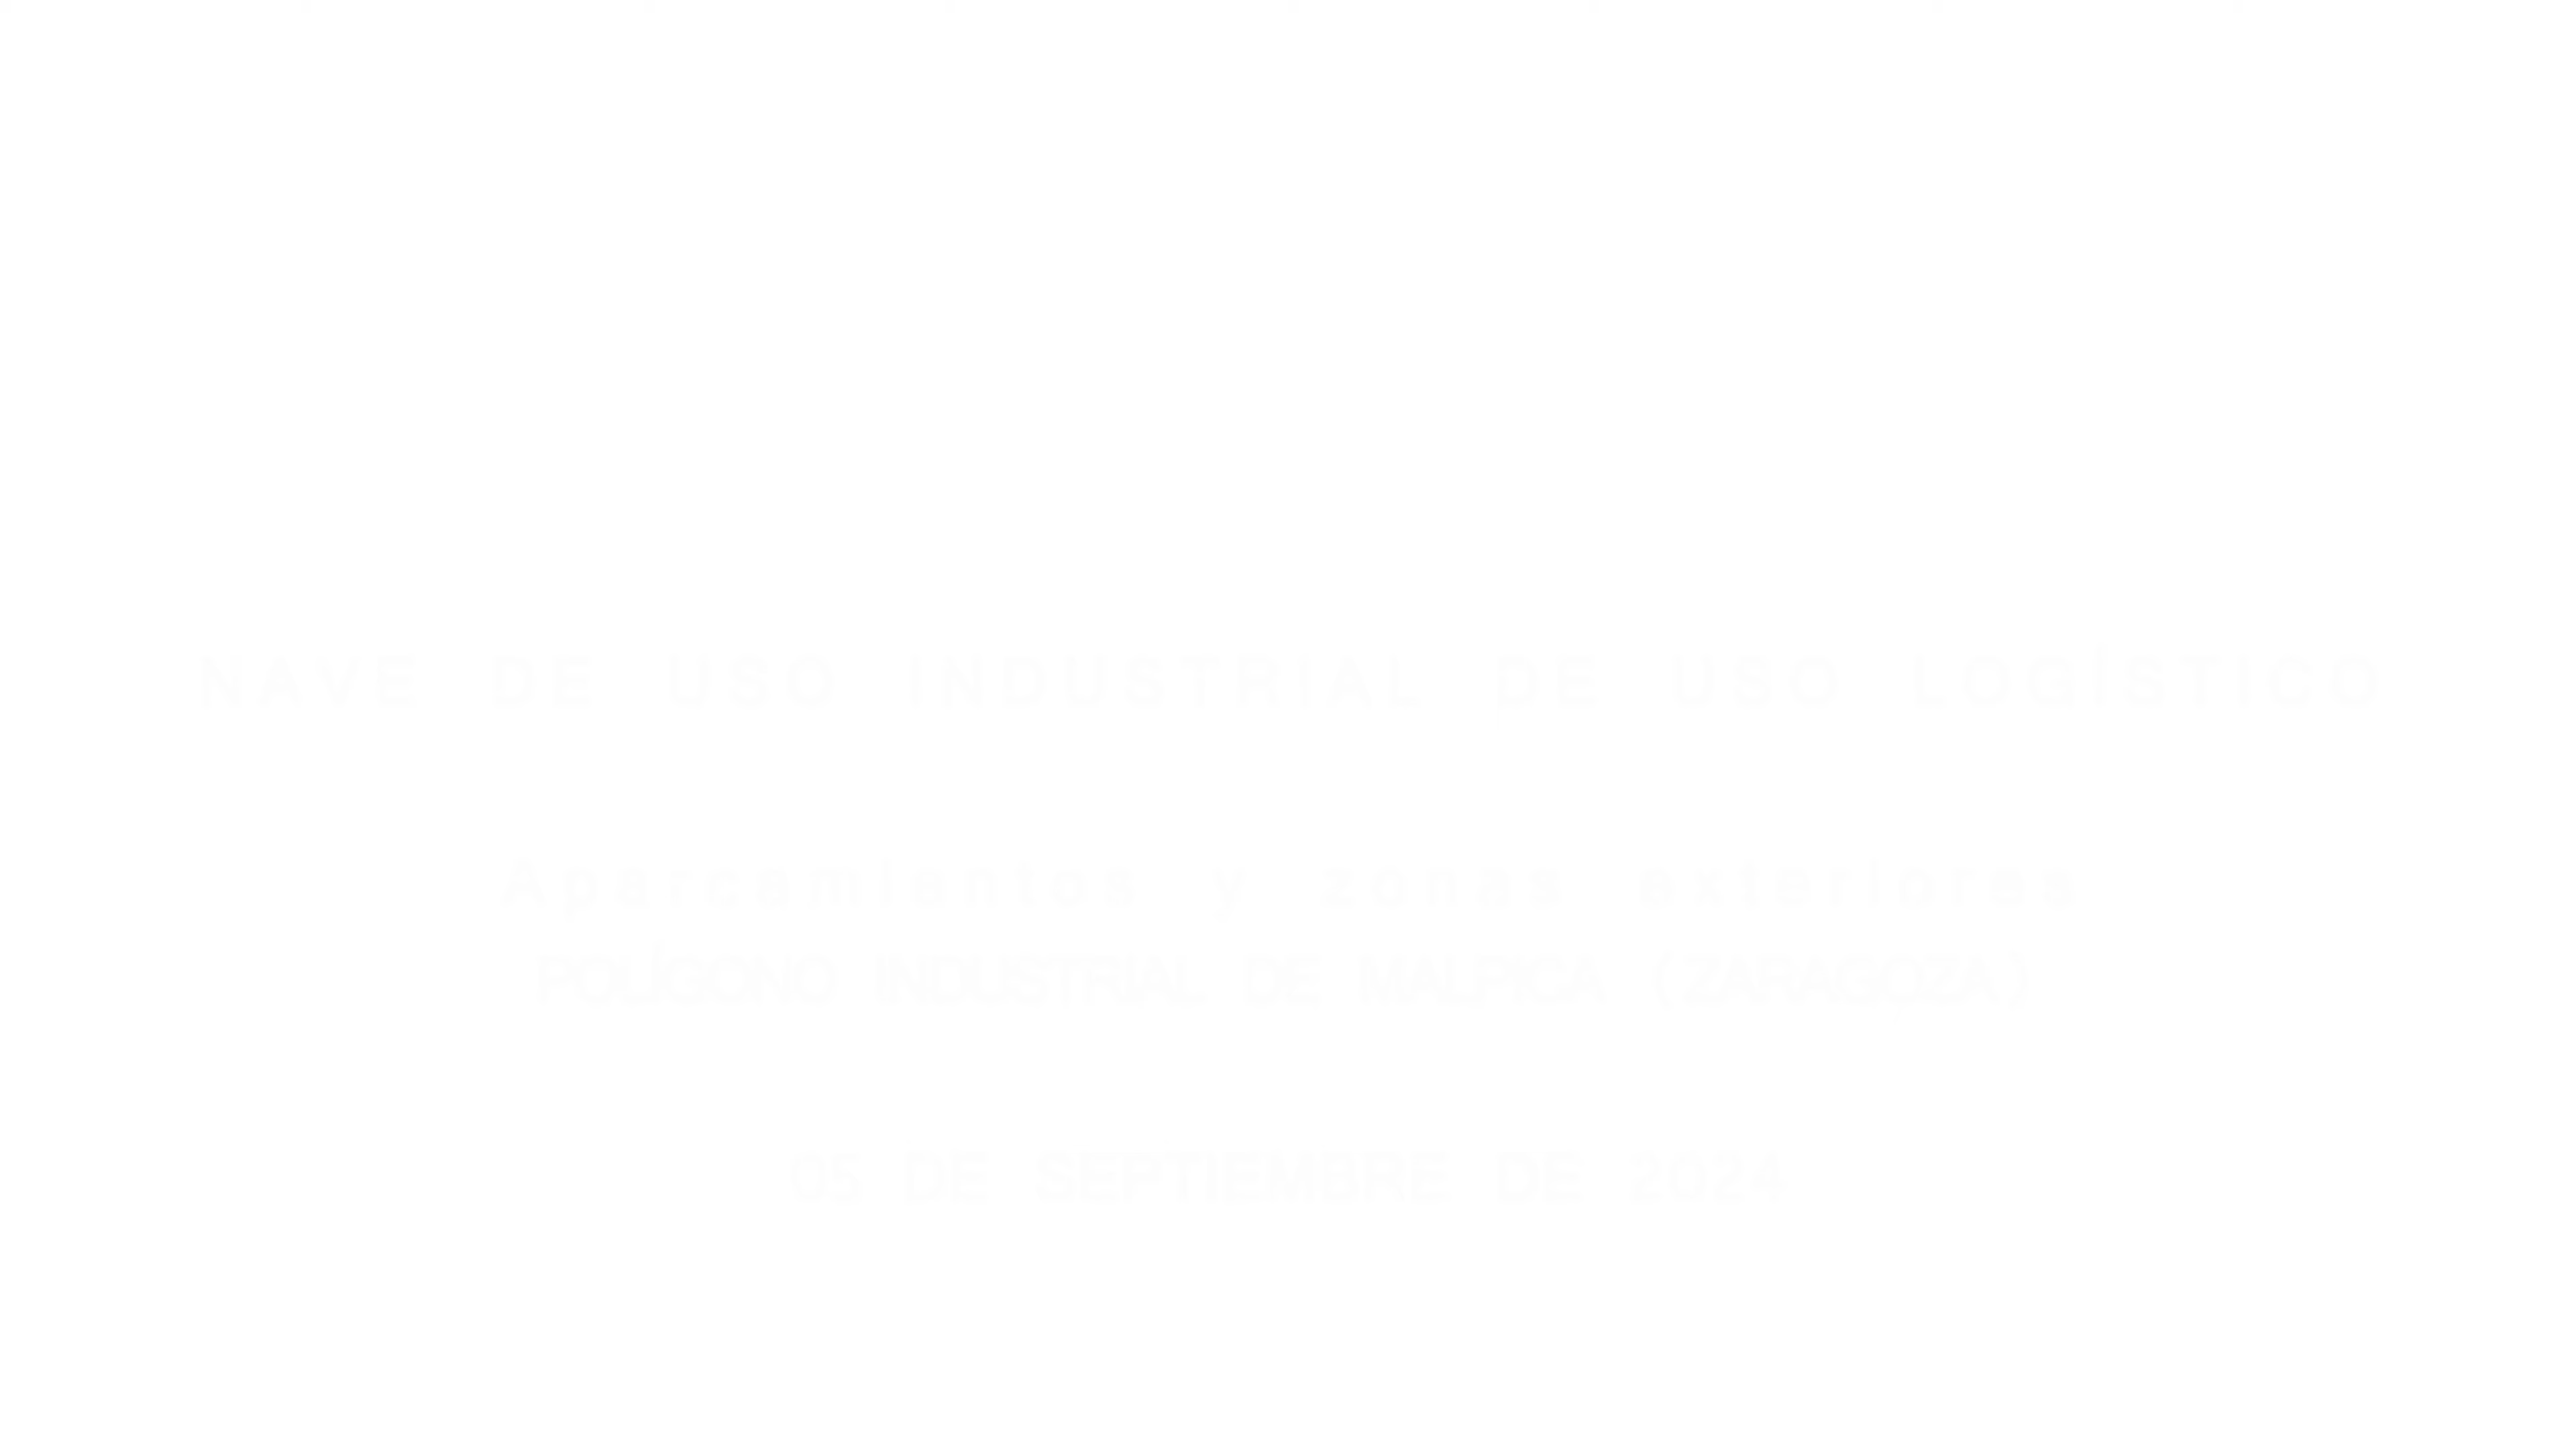 NAVE DE USO INDUSTRIAL DE USO LOGÍSTICO
Aparcamientos y zonas exteriores
POLÍGONO INDUSTRIAL DE MALPICA (ZARAGOZA)
05 DE SEPTIEMBRE DE 2024